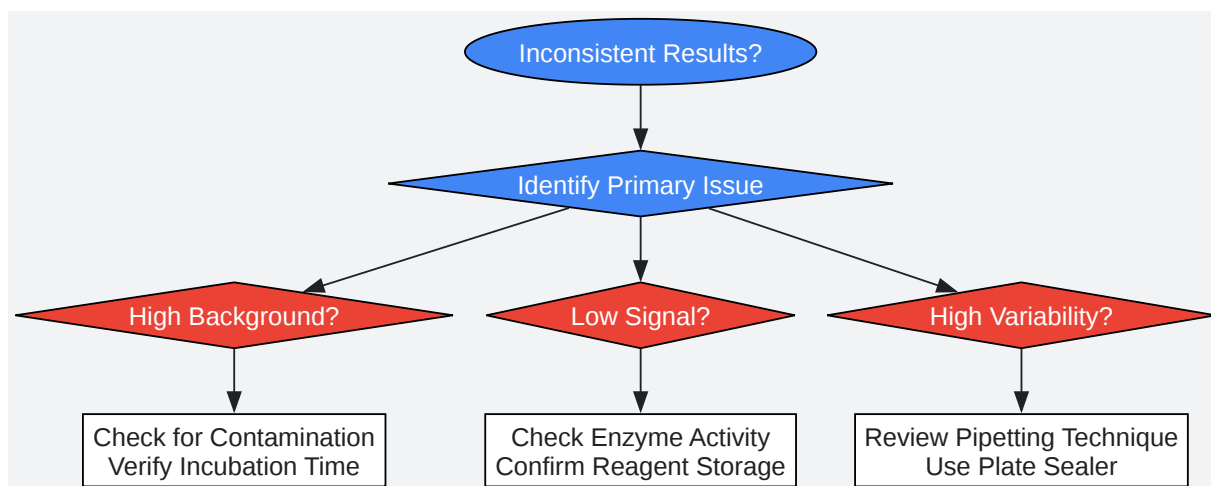 Inconsistent Results?
Identify Primary Issue
High Background?
Low Signal?
High Variability?
Check for Contamination
Verify Incubation Time
Check Enzyme Activity
Confirm Reagent Storage
Review Pipetting Technique
Use Plate Sealer